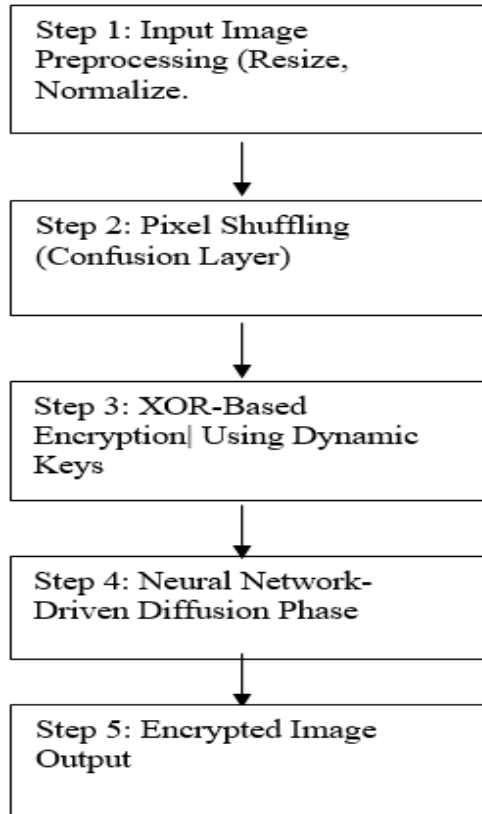 Step 1: Input Image
Preprocessing (Resize,
Normalize.
Step 2: Pixel Shuffling
(Confusion Layer)
Step 3: XOR-Based
Encryption| Using Dynamic
Keys
Step 4: Neural Network-
Driven Diffusion Phase
Step 5: Encrypted Image
Output